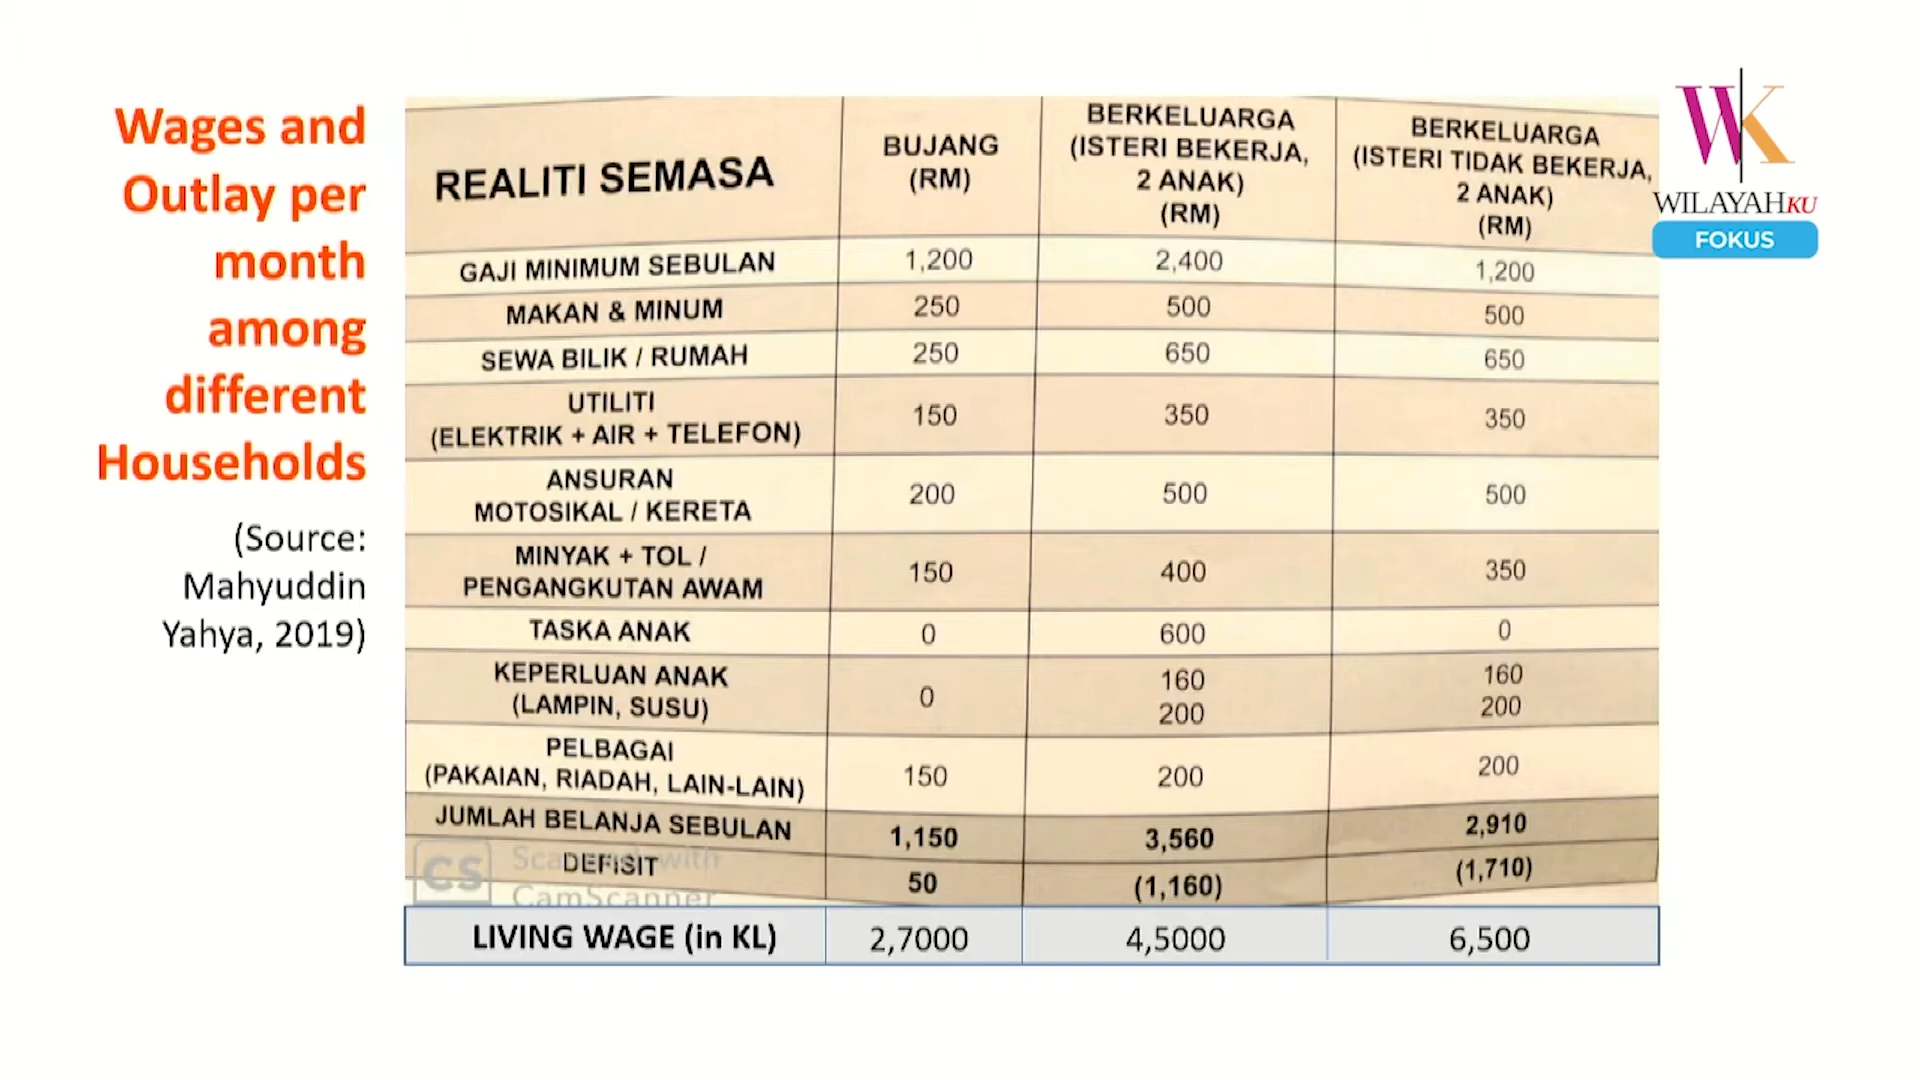 Wages and
Outlay per
month
among
different
Households
(Source:
Mahyuddin
Yahya, 2019)
REALITI SEMASA
BUJANG
(RM)
BERKELUARGA
(ISTERI BEKERJA,
2 ANAK)
(RM)
BERKELUARGA
(ISTERI TIDAK BEKERJA,
2 ANAK)
(RM)
GAJI MINIMUM SEBULAN 1,200 2,400 1,200
MAKAN & MINUM 250 500 500
SEWA BILIK / RUMAH 250 650 650
UTILITI
(ELEKTRIK + AIR + TELEFON) 150 350 350
ANSURAN
MOTOSIKAL / KERETA 200 500 500
MINYAK + TOL /
PENGANGKUTAN AWAM 150 400 350
TASKA ANAK 0 600 0
KEPERLUAN ANAK
(LAMPIN, SUSU) 0
160
200
160
200
PELBAGAI
(PAKAIAN, RIADAH, LAIN-LAIN) 150 200 200
JUMLAH BELANJA SEBULAN 1,150 3,560 2,910
DEFISIT 50 (1,160) (1,710)
CS
Scanned with
CamScanner
LIVING WAGE (in KL) 2,7000 4,5000 6,500
WK
WILAYAHKU
FOKUS